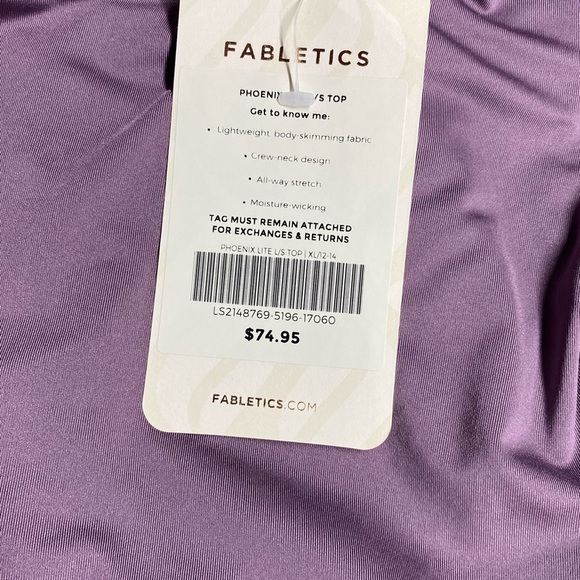 FABLETICS
PHOENIX L/S TOP
Get to know me:
• Lightweight, body-skimming fabric
• Crew-neck design
• All-way stretch
• Moisture-wicking
TAG MUST REMAIN ATTACHED
FOR EXCHANGES & RETURNS
PHOENIX LITE L/S TOP | XL/12-14
LS2148769-5196-17060
$74.95
FABLETICS.COM